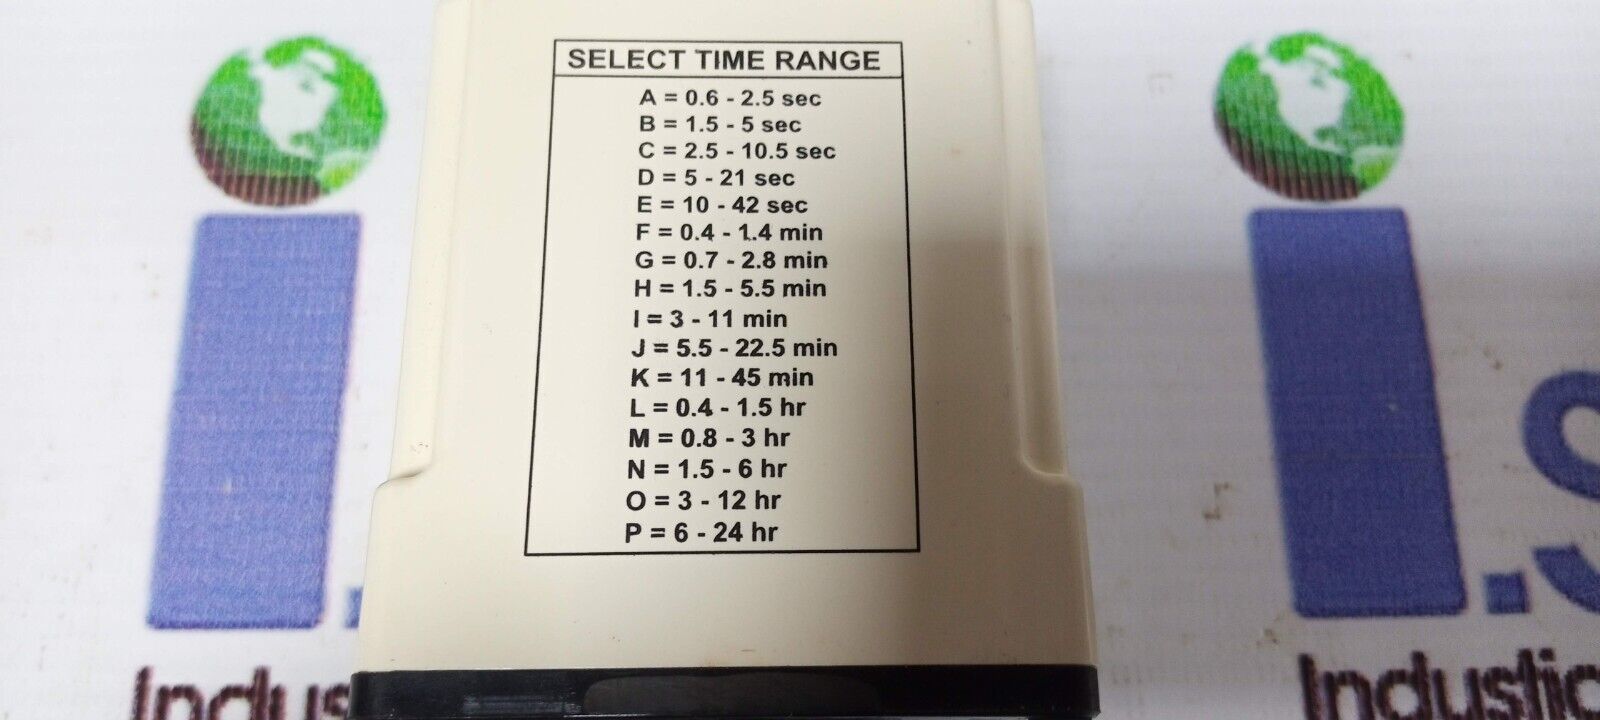 SELECT TIME RANGE
A = 0.6 - 2.5 sec
B = 1.5 - 5 sec
C = 2.5 - 10.5 sec
D = 5 - 21 sec
E = 10 - 42 sec
F = 0.4 - 1.4 min
G = 0.7 - 2.8 min
H = 1.5 - 5.5 min
I = 3 - 11 min
J = 5.5 - 22.5 min
K = 11 - 45 min
L = 0.4 - 1.5 hr
M = 0.8 - 3 hr
N = 1.5 - 6 hr
O = 3 - 12 hr
P = 6 - 24 hr